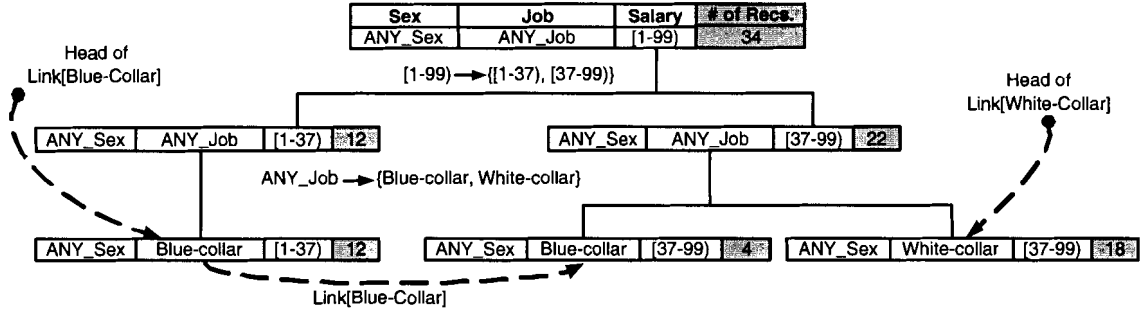 Sex Job Salary # of Recs.
ANY_Sex ANY_Job [1-99) 34
Head of
Link[Blue-Collar]
[1-99) → {[1-37), [37-99)}
Head of
Link[White-Collar]
ANY_Sex ANY_Job [1-37) 12
ANY_Sex ANY_Job [37-99) 22
ANY_Job → {Blue-collar, White-collar}
ANY_Sex Blue-collar [1-37) 12
ANY_Sex Blue-collar [37-99) 4
ANY_Sex White-collar [37-99) 18
Link[Blue-Collar]